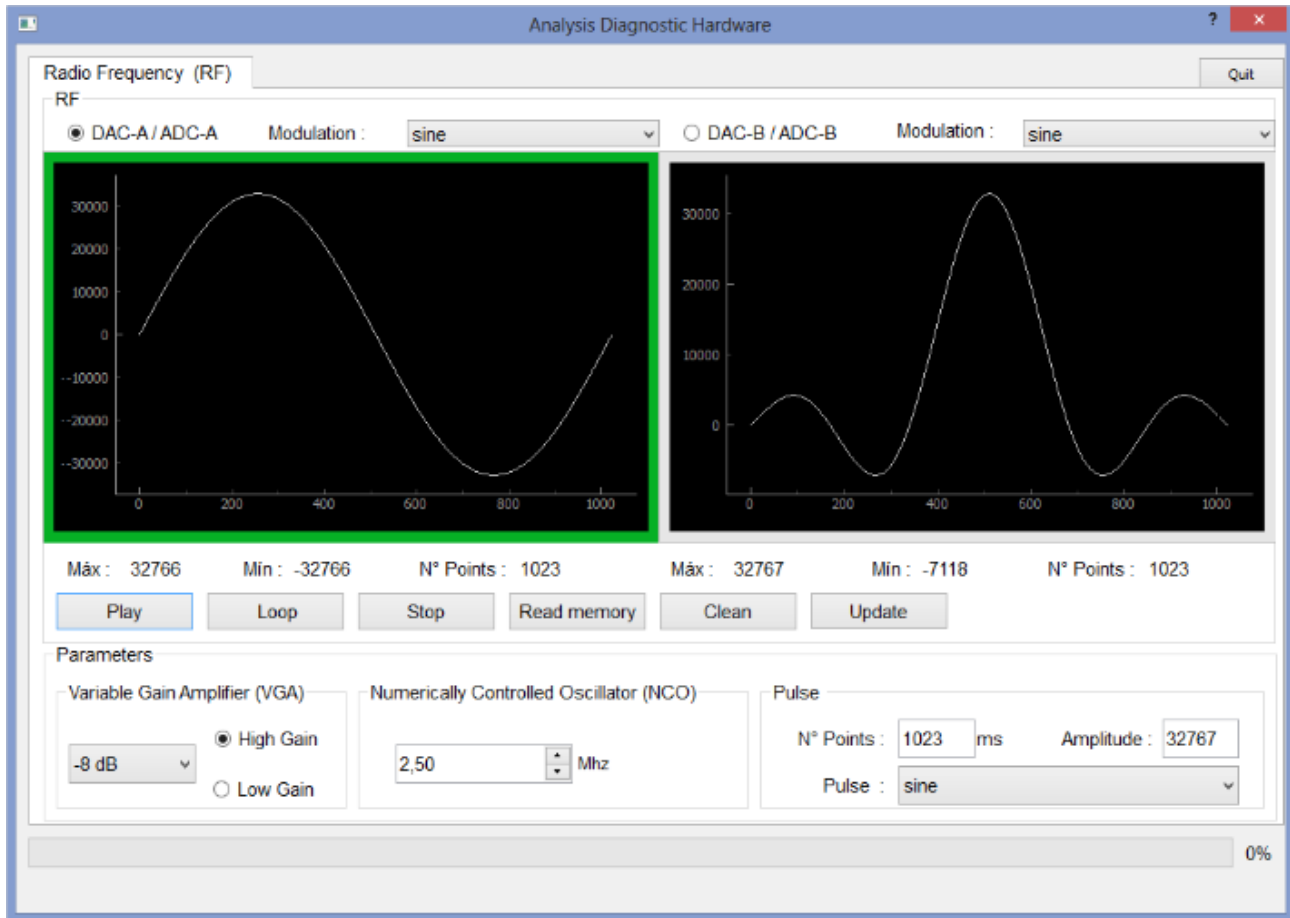 Analysis Diagnostic Hardware ?
Radio Frequency (RF) Quit
RF
DAC-A / ADC-A Modulation : sine DAC-B / ADC-B Modulation : sine
30000
20000
10000
0
--10000
--20000
--30000
0 200 400 600 800 1000
30000
20000
10000
0
0 200 400 600 800 1000
Máx : 32766 Mín : -32766 N° Points : 1023 Máx : 32767 Mín : -7118 N° Points : 1023
Play Loop Stop Read memory Clean Update
Parameters
Variable Gain Amplifier (VGA) Numerically Controlled Oscillator (NCO) Pulse
-8 dB High Gain Low Gain
2,50 Mhz
N° Points : 1023 ms Amplitude : 32767
Pulse : sine
0%